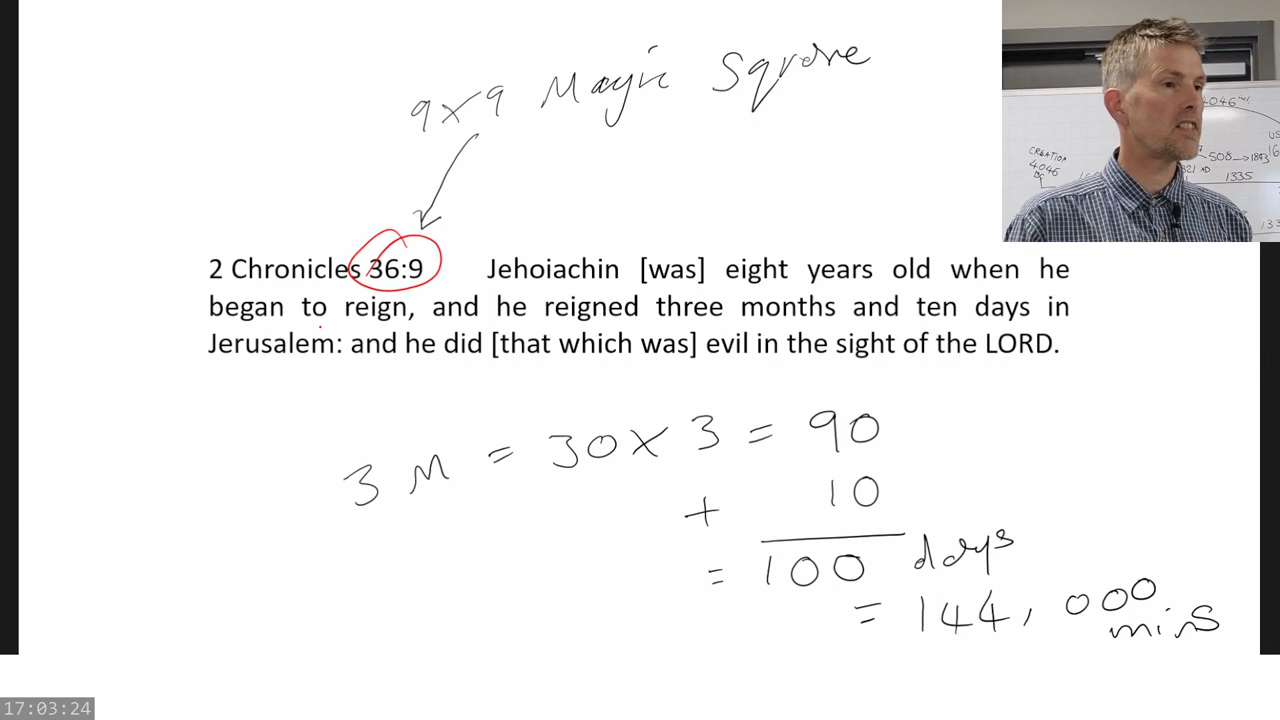 9x9 Magic Square
2 Chronicles 36:9 Jehoiachin [was] eight years old when he
began to reign, and he reigned three months and ten days in
Jerusalem: and he did [that which was] evil in the sight of the LORD.
3 M = 30 x 3 = 90
+ 10
= 100 days
= 144,000
mins
4046
CREATION
4046
BC
508 → 1843
1335
17:03:24